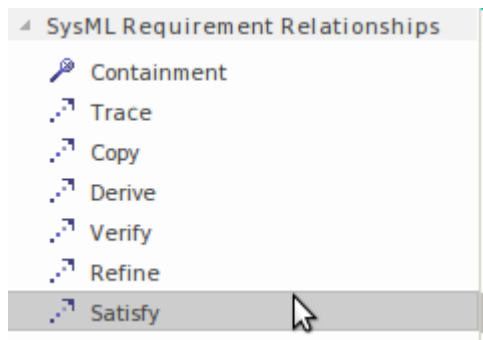 SysML Requirement Relationships
Containment
Trace
Copy
Derive
Verify
Refine
Satisfy